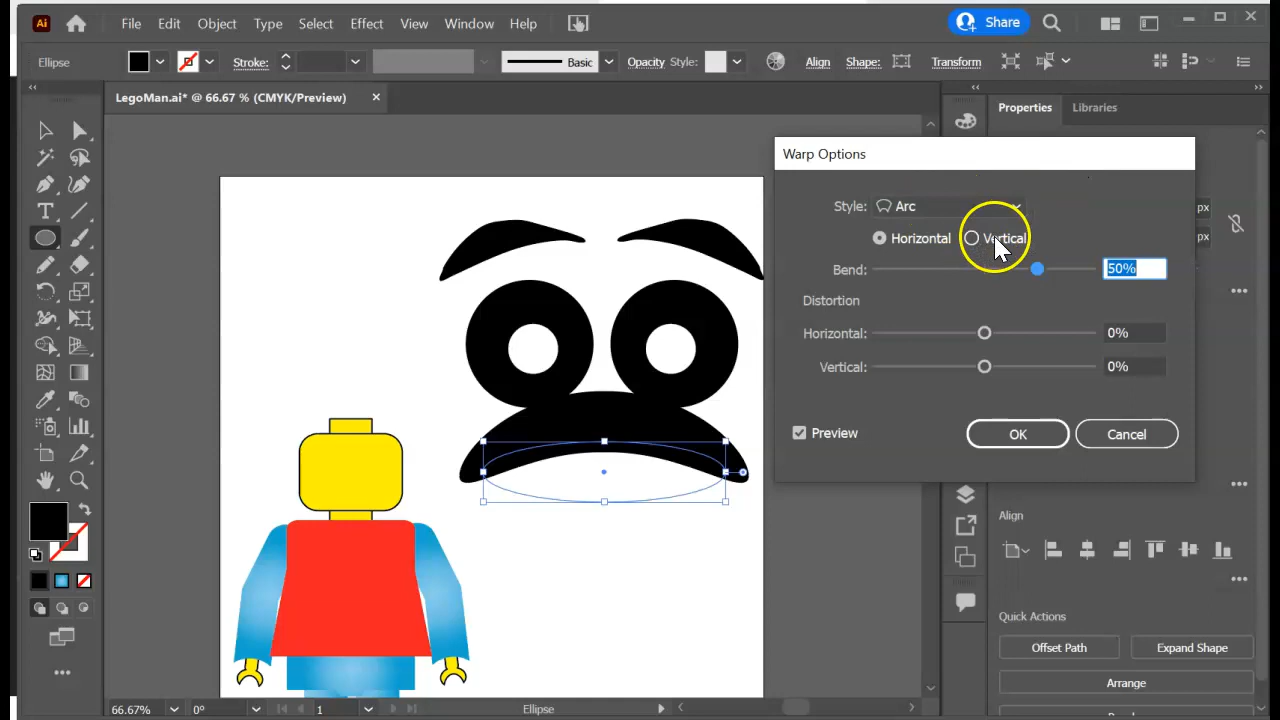 Ai File Edit Object Type Select Effect View Window Help Share
Ellipse Stroke: Basic Opacity Style: Align Shape: Transform
LegoMan.ai* @ 66.67 % (CMYK/Preview) ×
Properties Libraries
Warp Options
Style: Arc
px
Horizontal Vertical
px
Bend: 50%
Distortion
Horizontal: 0%
Vertical: 0%
Preview OK Cancel
Align
Quick Actions
Offset Path Expand Shape
Arrange
66.67% 0° 1 Ellipse